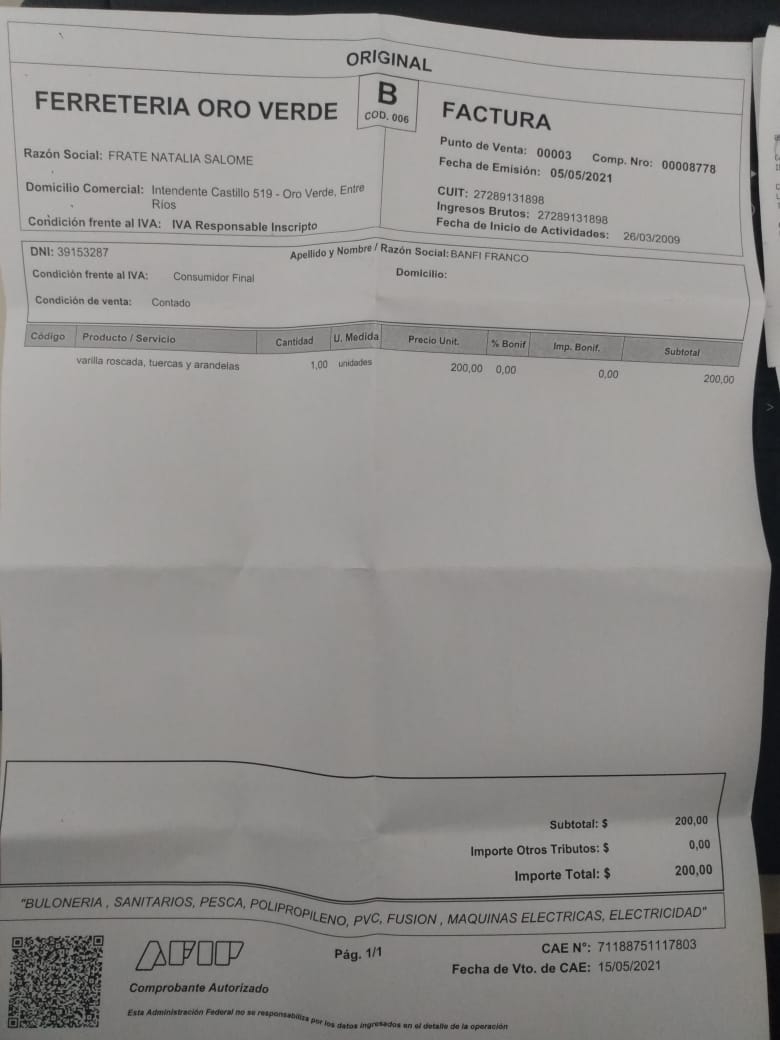 ORIGINAL
FERRETERIA ORO VERDE
B
COD. 006
FACTURA
Razón Social: FRATE NATALIA SALOME
Punto de Venta: 00003 Comp. Nro: 00008778
Fecha de Emisión: 05/05/2021
Domicilio Comercial: Intendente Castillo 519 - Oro Verde, Entre
Ríos
CUIT: 27289131898
Ingresos Brutos: 27289131898
Condición frente al IVA: IVA Responsable Inscripto
Fecha de Inicio de Actividades: 26/03/2009
DNI: 39153287
Apellido y Nombre / Razón Social: BANFI FRANCO
Condición frente al IVA: Consumidor Final
Domicilio:
Condición de venta: Contado
Código Producto / Servicio Cantidad U. Medida Precio Unit. % Bonif Imp. Bonif. Subtotal
varilla roscada, tuercas y arandelas 1,00 unidades 200,00 0,00 0,00 200,00
Subtotal: $ 200,00
Importe Otros Tributos: $ 0,00
Importe Total: $ 200,00
"BULONERIA , SANITARIOS, PESCA, POLIPROPILENO, PVC, FUSION , MAQUINAS ELECTRICAS, ELECTRICIDAD"
AFIP
Pág. 1/1
CAE N°: 71188751117803
Fecha de Vto. de CAE: 15/05/2021
Comprobante Autorizado
Esta Administración Federal no se responsabiliza por los datos ingresados en el detalle de la operación